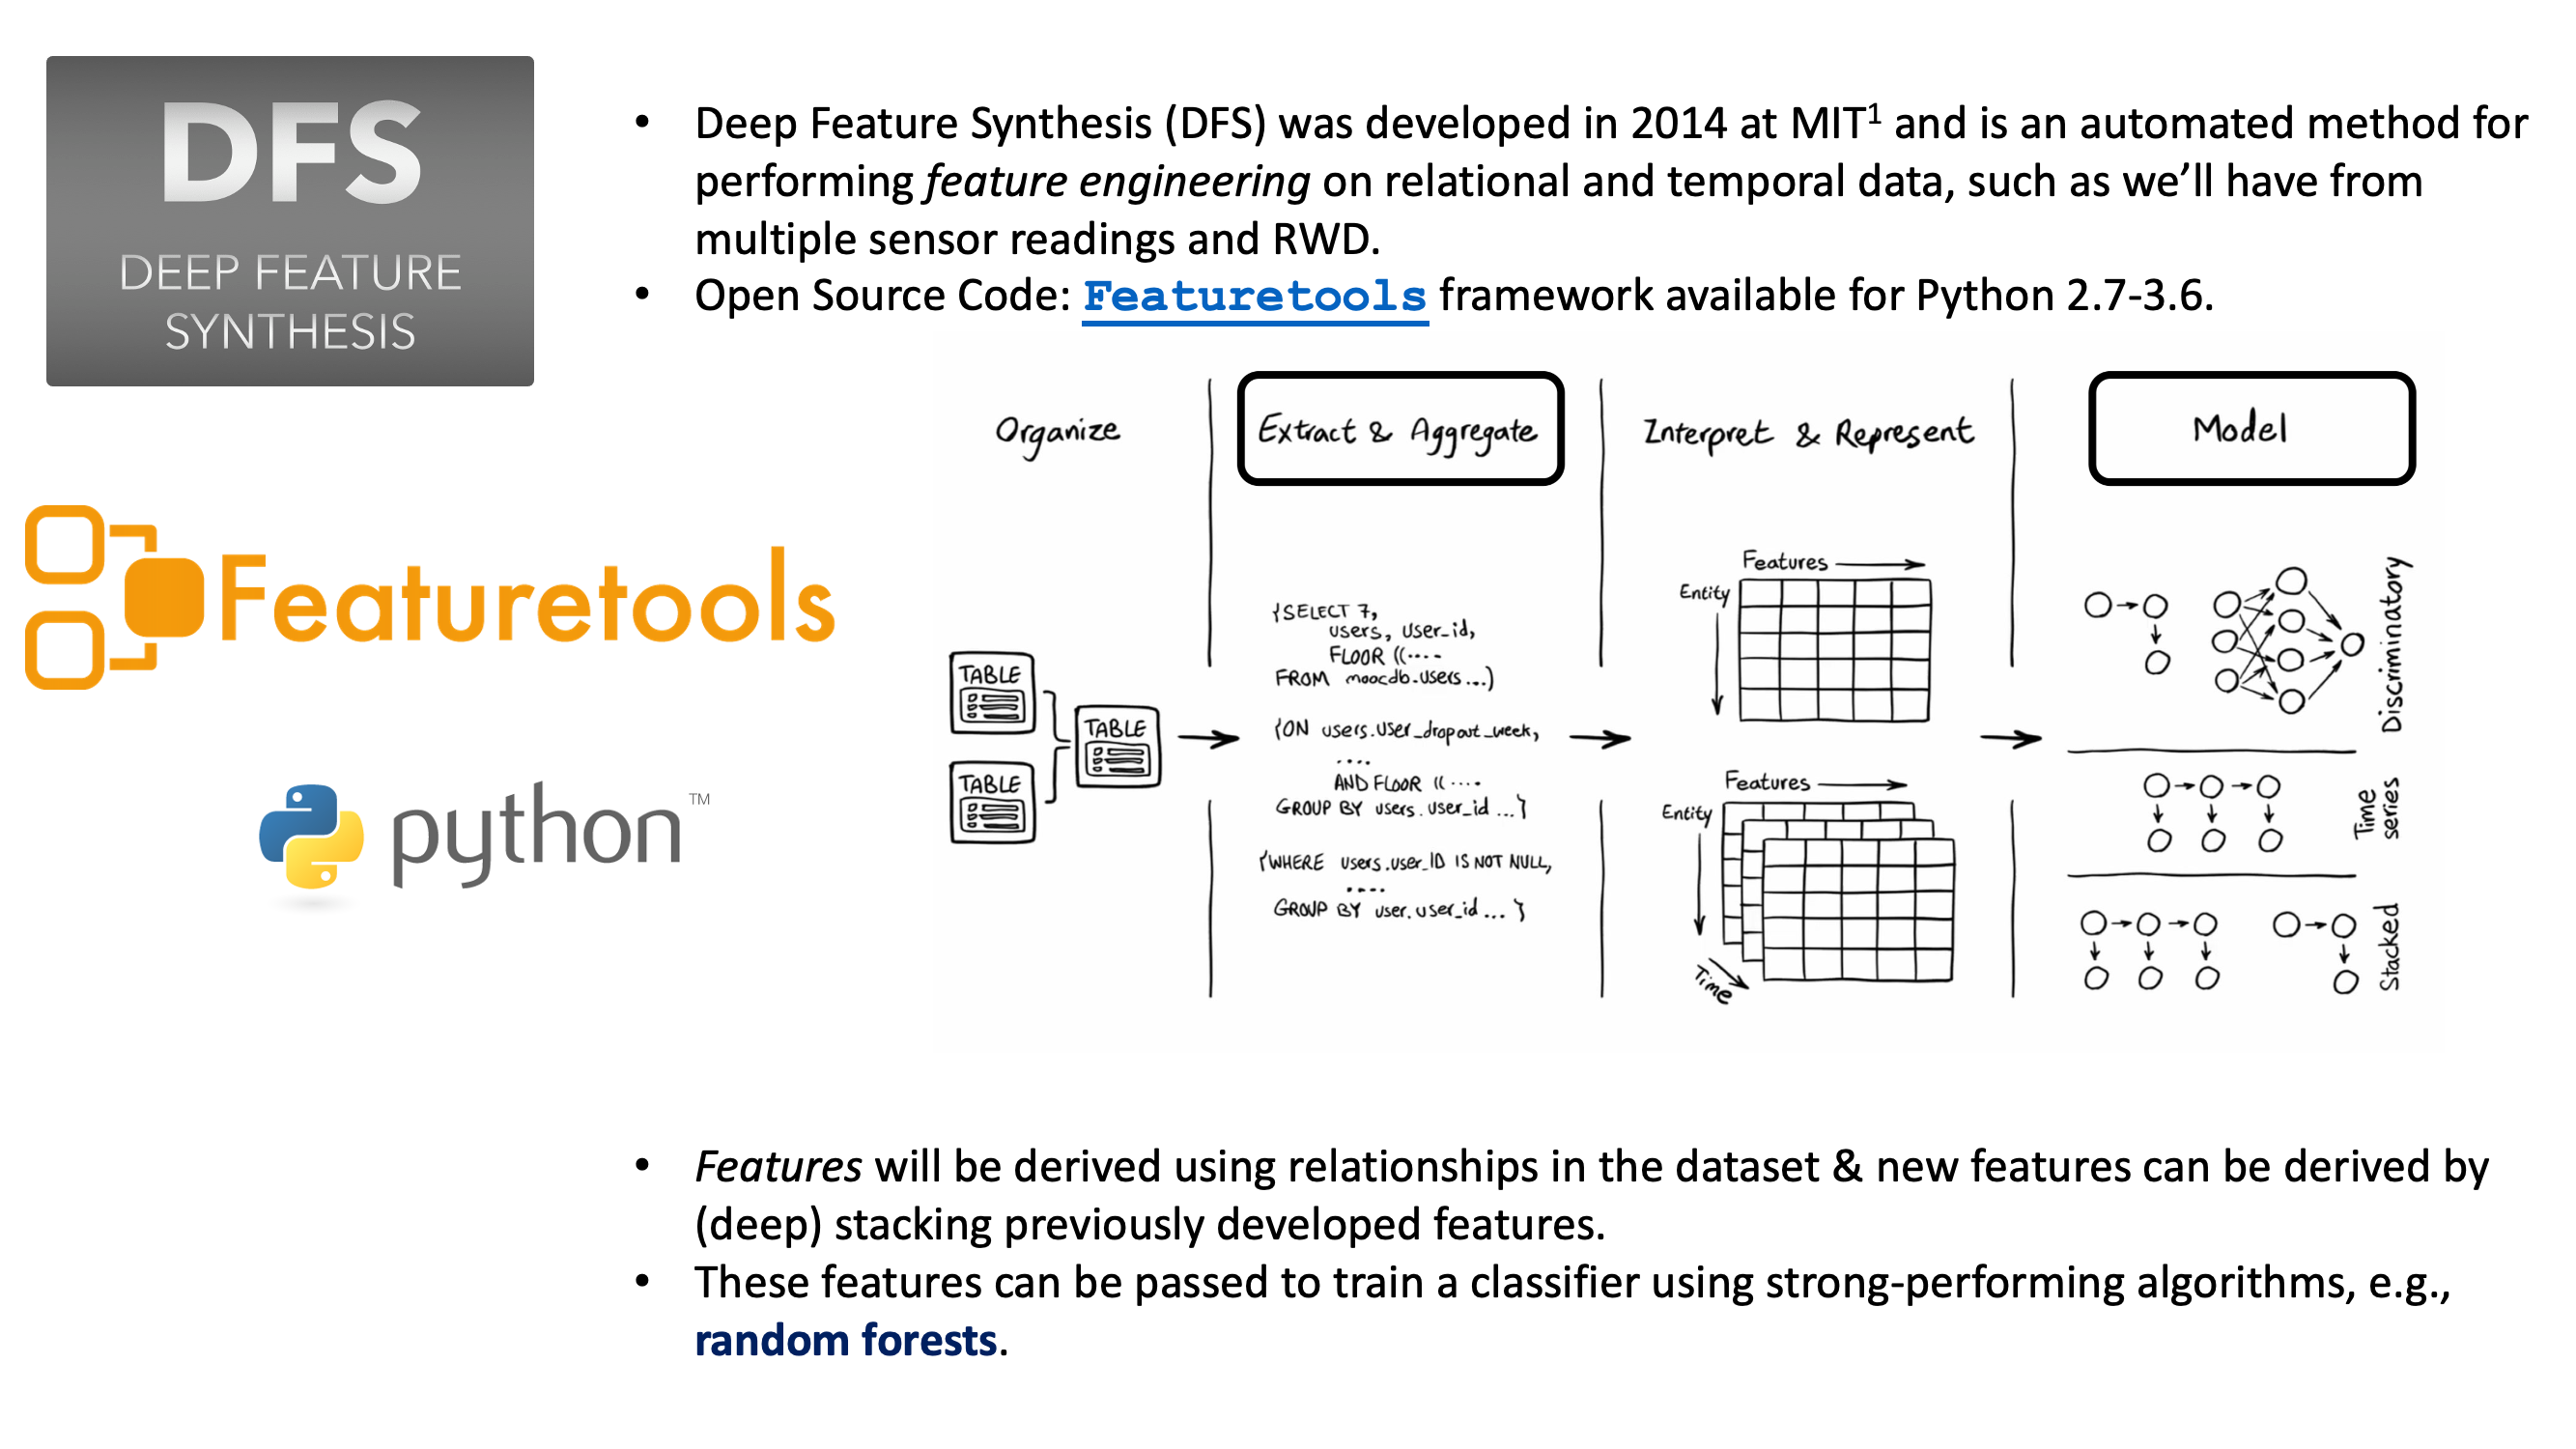 DFS
DEEP FEATURE
SYNTHESIS
• Deep Feature Synthesis (DFS) was developed in 2014 at MIT¹ and is an automated method for
performing feature engineering on relational and temporal data, such as we’ll have from
multiple sensor readings and RWD.
• Open Source Code: Featuretools framework available for Python 2.7-3.6.
Featuretools
python™
Organize
TABLE
TABLE
TABLE
Extract & Aggregate
{SELECT 7,
users, user_id,
FLOOR ((....
FROM moocdb.users...)
{ON users.user_dropout_week,
....
AND FLOOR ((....
GROUP BY users.user_id ...}
{WHERE users.user_ID IS NOT NULL,
....
GROUP BY user.user_id... }
Interpret & Represent
Features
Entity
Features
Entity
Time
Model
Discriminatory
Time
series
Stacked
• Features will be derived using relationships in the dataset & new features can be derived by
(deep) stacking previously developed features.
• These features can be passed to train a classifier using strong-performing algorithms, e.g.,
random forests.